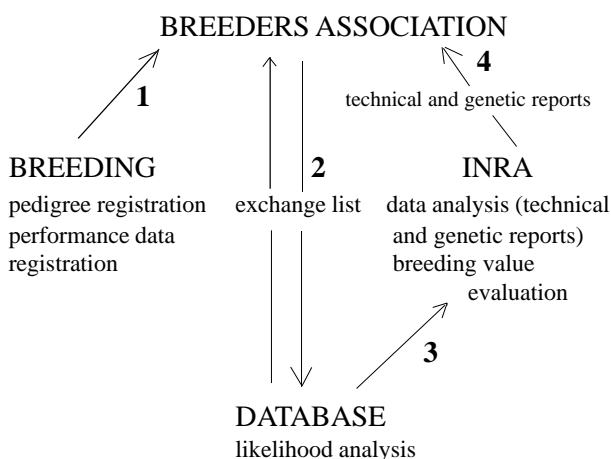 BREEDERS ASSOCIATION
1
4
technical and genetic reports
BREEDING
pedigree registration
performance data
registration
2
exchange list
INRA
data analysis (technical
and genetic reports)
breeding value
evaluation
3
DATABASE
likelihood analysis